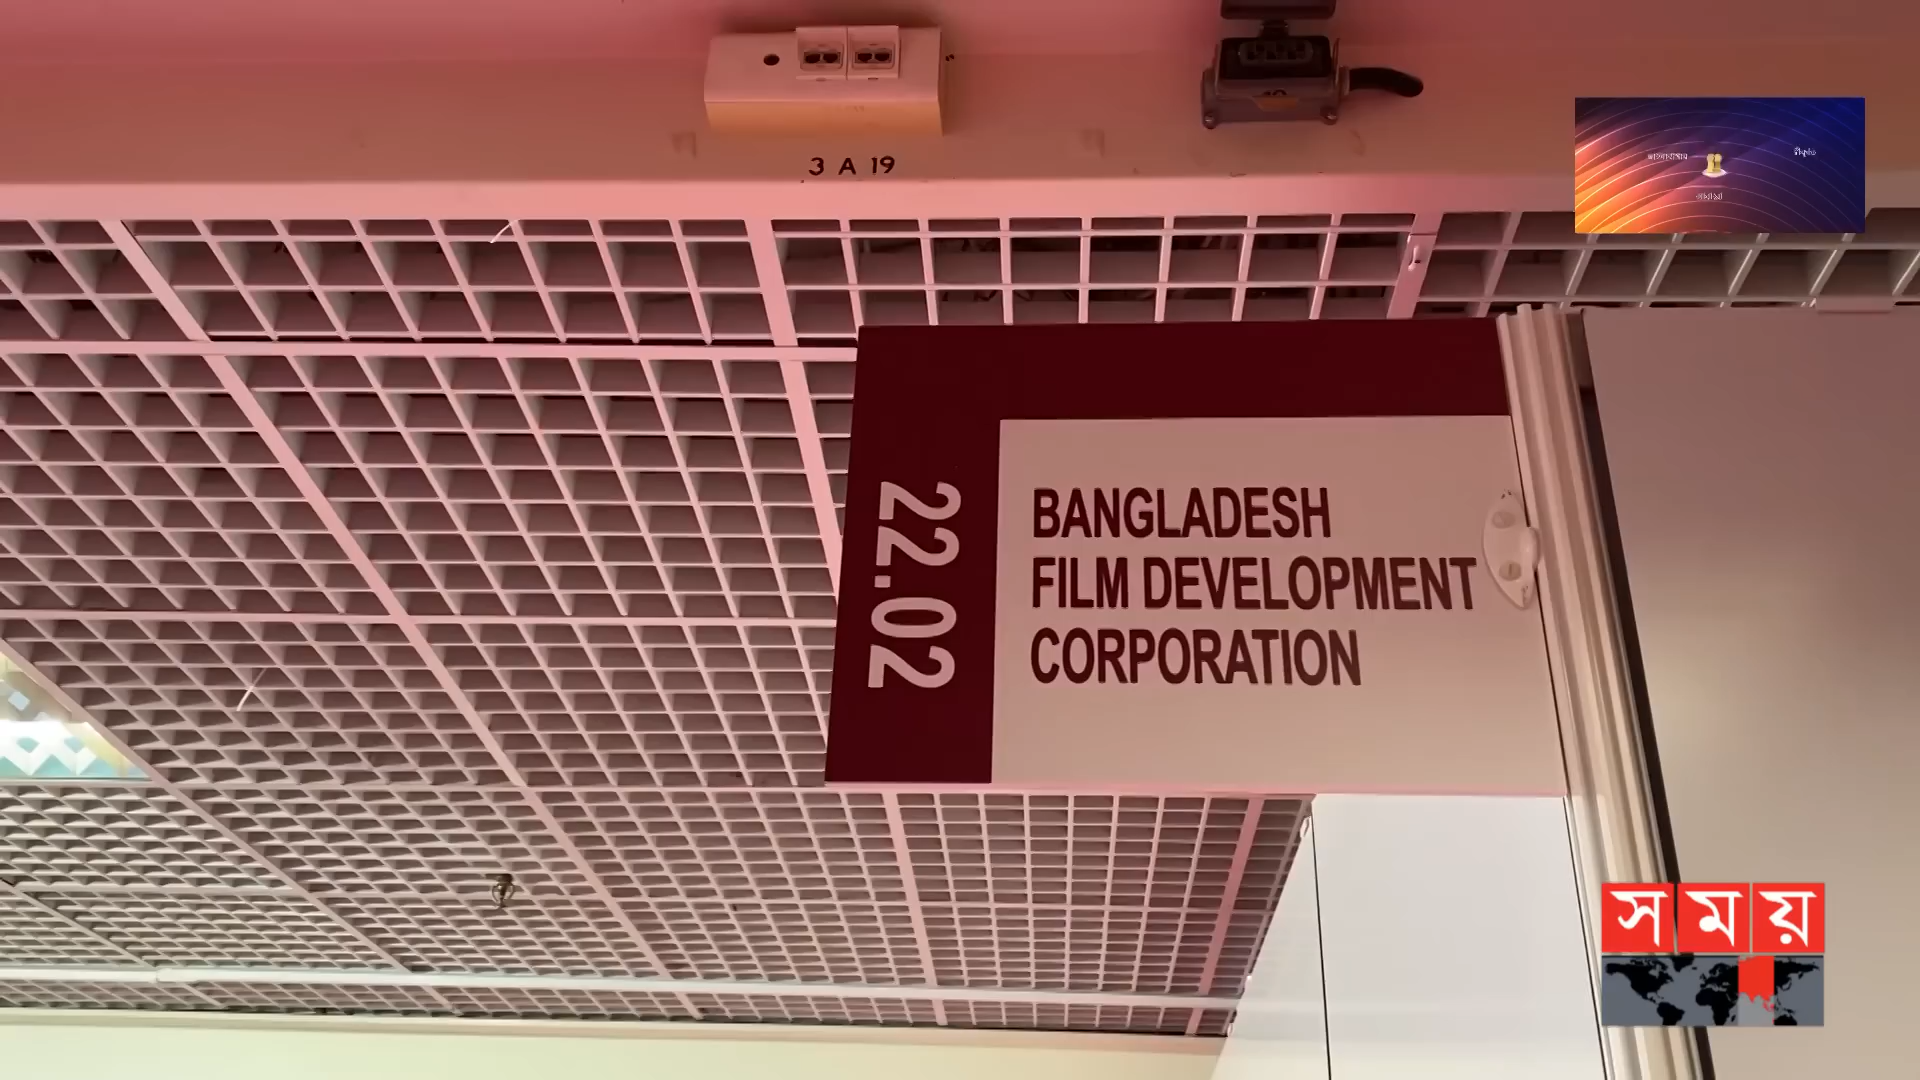 3 A 19
22.02
BANGLADESH
FILM DEVELOPMENT
CORPORATION
সময়